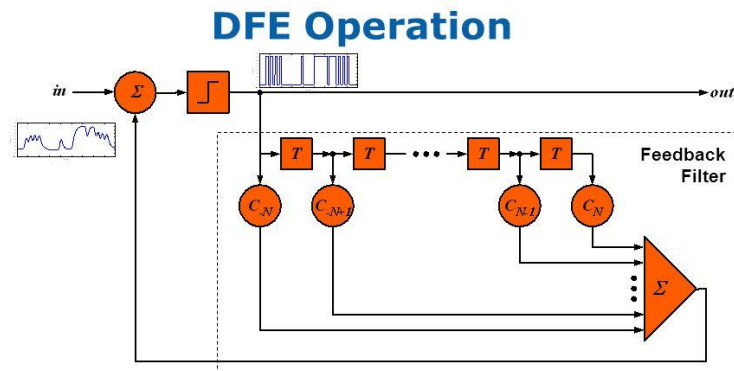 DFE Operation
in
Σ
out
T
T
T
T
Feedback
Filter
C-N
C-N+1
CN-1
CN
Σ